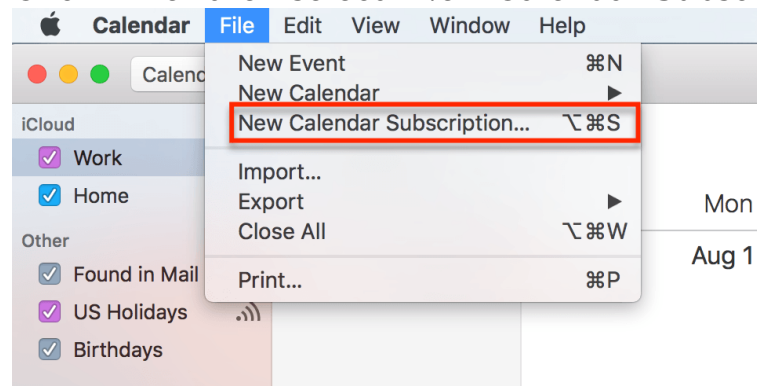 Calendar File Edit View Window Help
Calend
New Event ⌘N
New Calendar ▶
New Calendar Subscription... ⌥⌘S
Import...
Export ▶
Close All ⌥⌘W
Print... ⌘P
iCloud
Work
Home
Other
Found in Mail
US Holidays
Birthdays
Mon
Aug 1